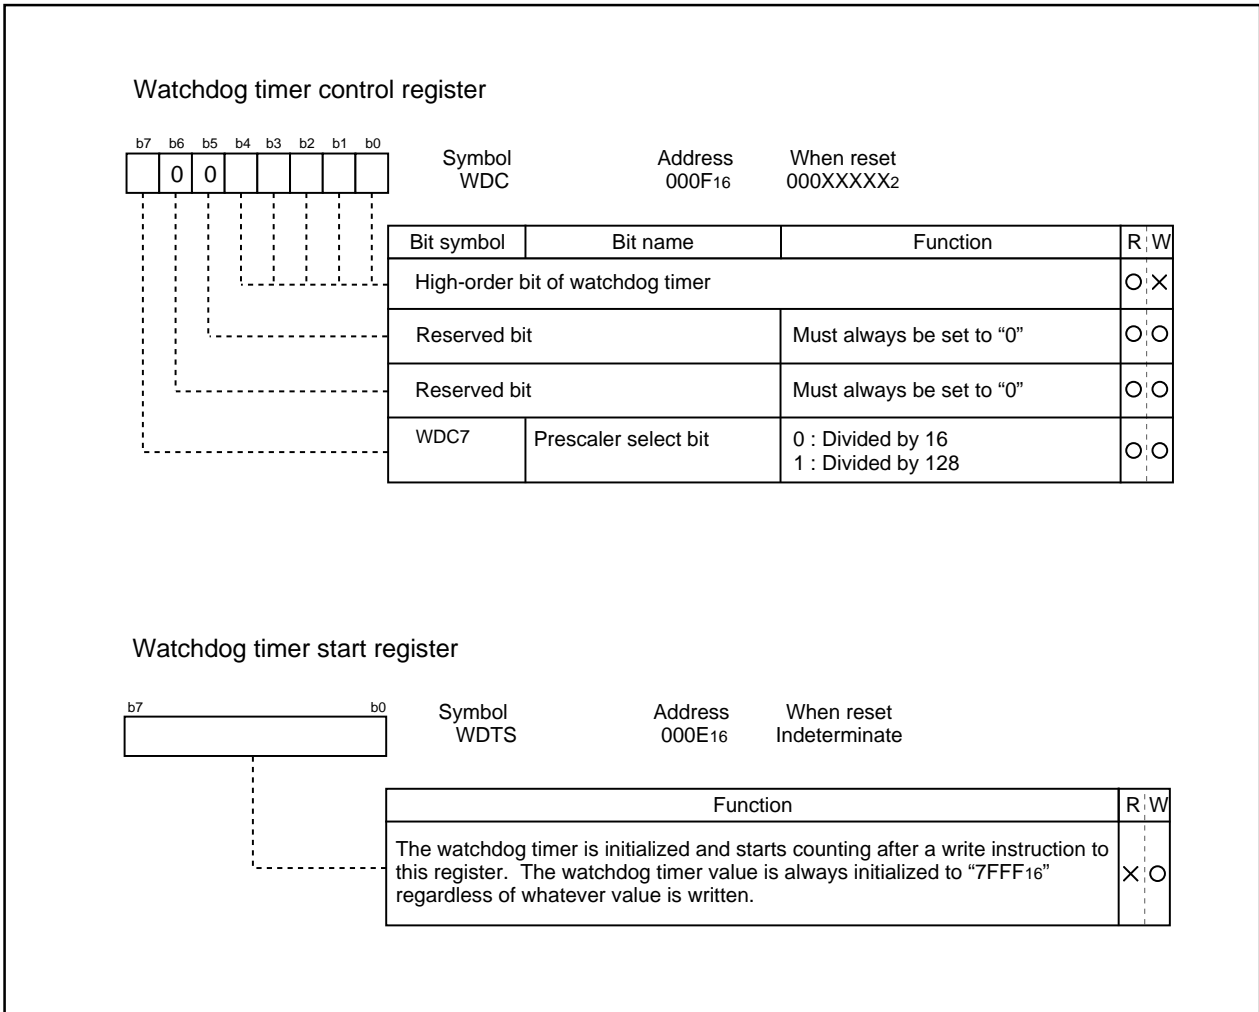 Watchdog timer control register
b7 b6 b5 b4 b3 b2 b1 b0
0 0
Symbol Address When reset
WDC 000F16 000XXXXX2
Bit symbol Bit name Function R W
High-order bit of watchdog timer
Reserved bit Must always be set to “0”
Reserved bit Must always be set to “0”
WDC7 Prescaler select bit 0 : Divided by 16
1 : Divided by 128
Watchdog timer start register
b7 b0
Symbol Address When reset
WDTS 000E16 Indeterminate
Function R W
The watchdog timer is initialized and starts counting after a write instruction to
this register. The watchdog timer value is always initialized to “7FFF16”
regardless of whatever value is written.